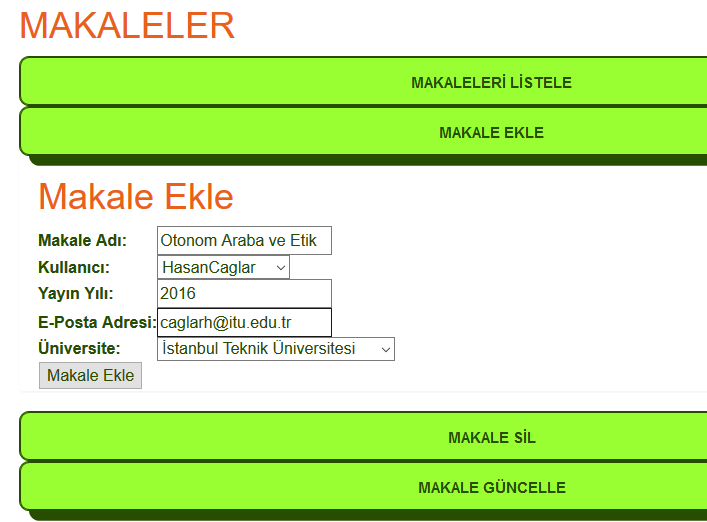 MAKALELER
MAKALELERİ LİSTELE
MAKALE EKLE
Makale Ekle
Makale Adı: Otonom Araba ve Etik
Kullanıcı: HasanCaglar
Yayın Yılı: 2016
E-Posta Adresi: caglarh@itu.edu.tr
Üniversite: İstanbul Teknik Üniversitesi
Makale Ekle
MAKALE SİL
MAKALE GÜNCELLE